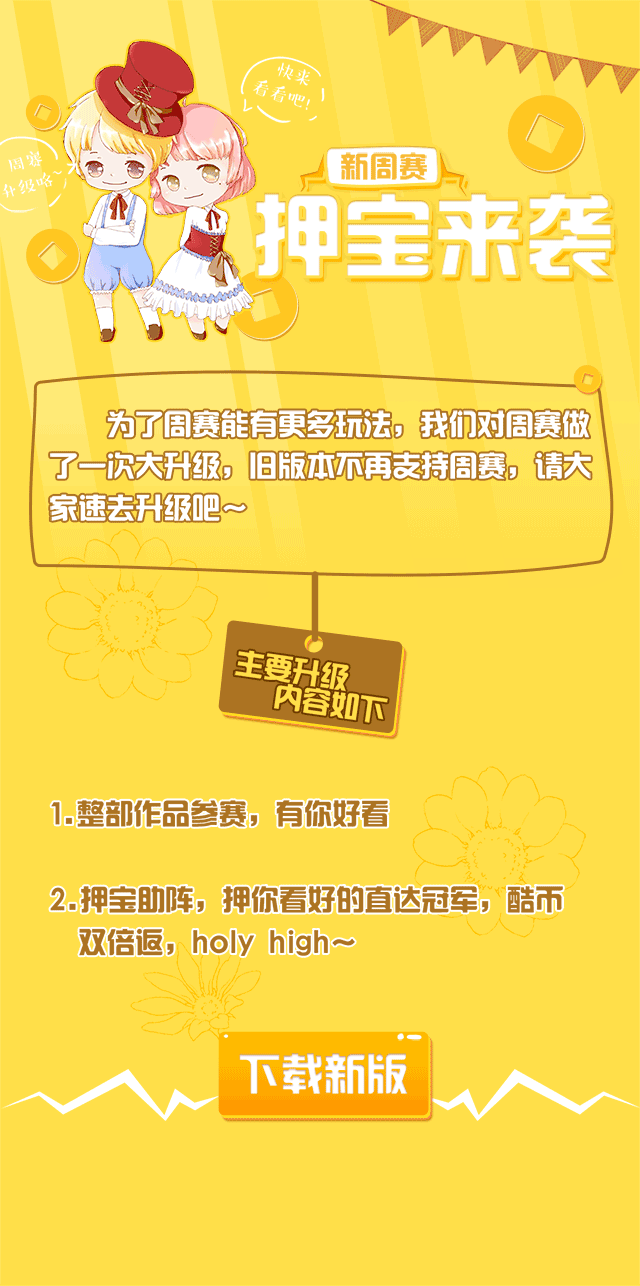 快来
看看吧!
周赛
升级咯~
新周赛
押宝来袭
为了周赛能有更多玩法，我们对周赛做
了一次大升级，旧版本不再支持周赛，请大
家速去升级吧～
主要升级
内容如下
1.整部作品参赛，有你好看
2.押宝助阵，押你看好的直达冠军，酷币
双倍返，holy high～
下载新版